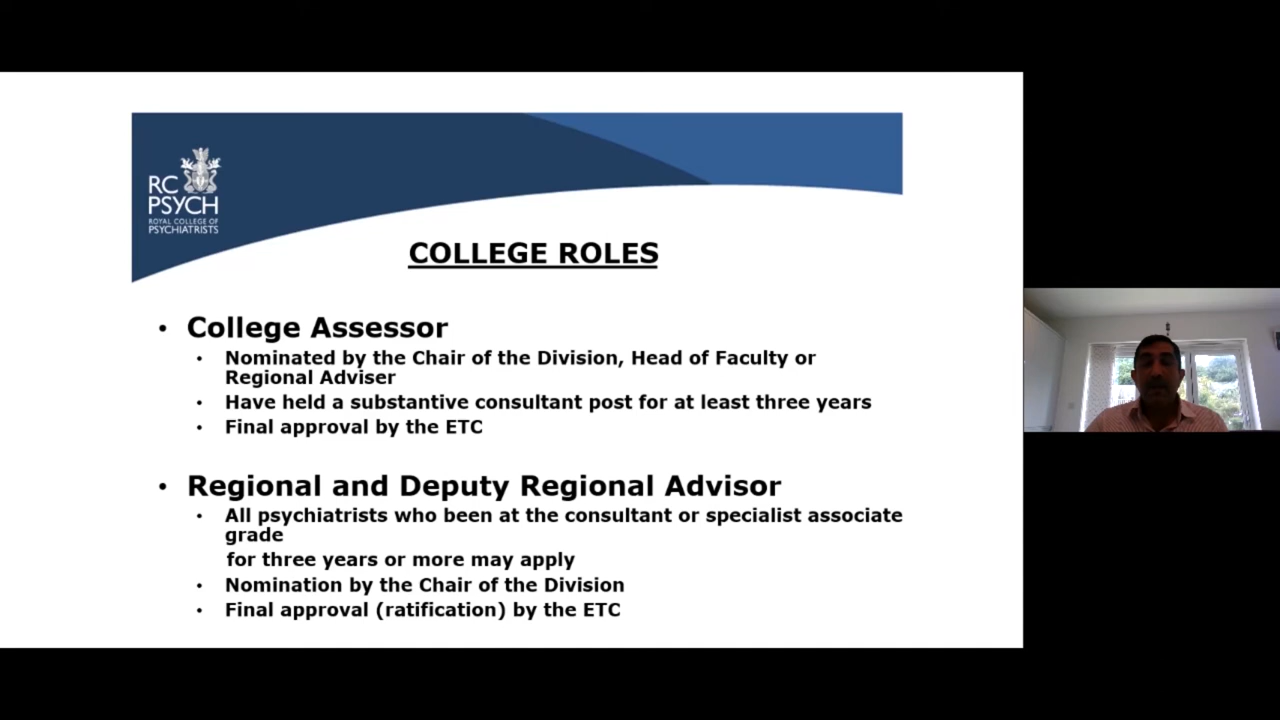 RC
PSYCH
ROYAL COLLEGE OF
PSYCHIATRISTS
COLLEGE ROLES
• College Assessor
• Nominated by the Chair of the Division, Head of Faculty or
Regional Adviser
• Have held a substantive consultant post for at least three years
• Final approval by the ETC
• Regional and Deputy Regional Advisor
• All psychiatrists who been at the consultant or specialist associate
grade
for three years or more may apply
• Nomination by the Chair of the Division
• Final approval (ratification) by the ETC